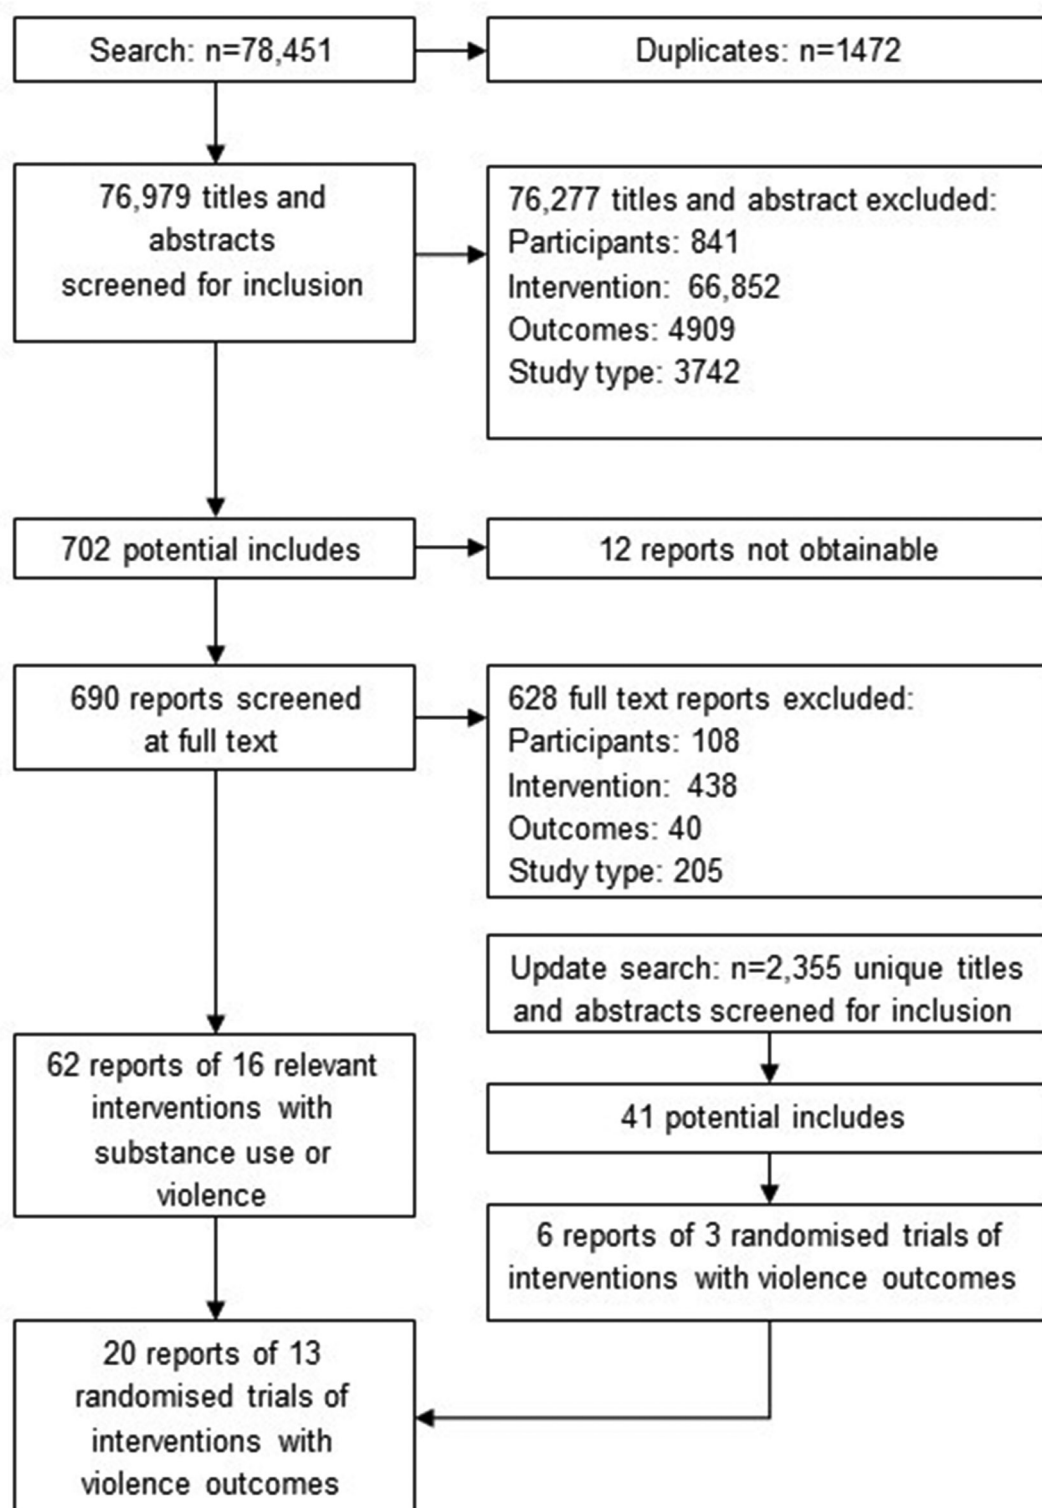 Search: n=78,451
Duplicates: n=1472
76,979 titles and
abstracts
screened for inclusion
76,277 titles and abstract excluded:
Participants: 841
Intervention: 66,852
Outcomes: 4909
Study type: 3742
702 potential includes
12 reports not obtainable
690 reports screened
at full text
628 full text reports excluded:
Participants: 108
Intervention: 438
Outcomes: 40
Study type: 205
Update search: n=2,355 unique titles
and abstracts screened for inclusion
62 reports of 16 relevant
interventions with
substance use or
violence
41 potential includes
6 reports of 3 randomised trials of
interventions with violence outcomes
20 reports of 13
randomised trials of
interventions with
violence outcomes